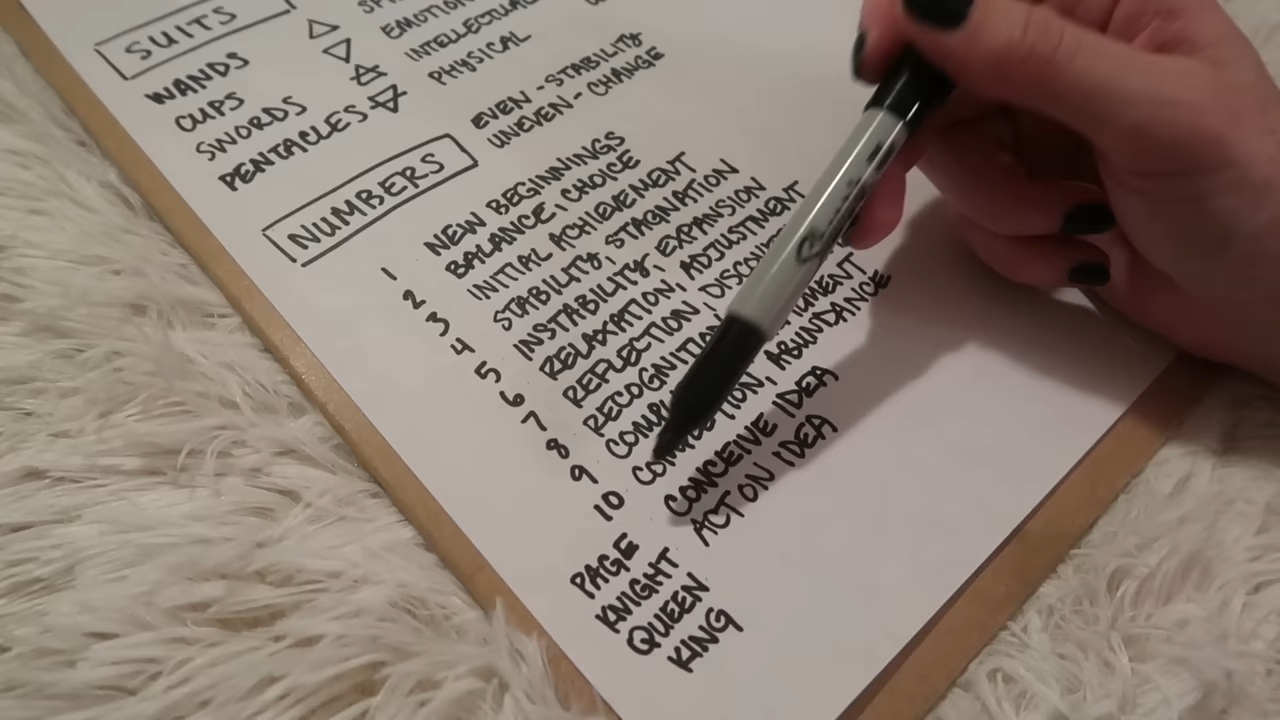 SUITS
WANDS
CUPS EMOTION
SWORDS INTELLECTUAL
PENTACLES PHYSICAL
NUMBERS EVEN - STABILITY
UNEVEN - CHANGE
1 NEW BEGINNINGS
2 BALANCE, CHOICE
3 INITIAL ACHIEVEMENT
4 STABILITY, STAGNATION
5 INSTABILITY, EXPANSION
6 RELAXATION, ADJUSTMENT
7 REFLECTION,
8 RECOGNITION,
9
10 COMPLETION, ABUNDANCE
PAGE CONCEIVE IDEA
KNIGHT ACT ON IDEA
QUEEN
KING